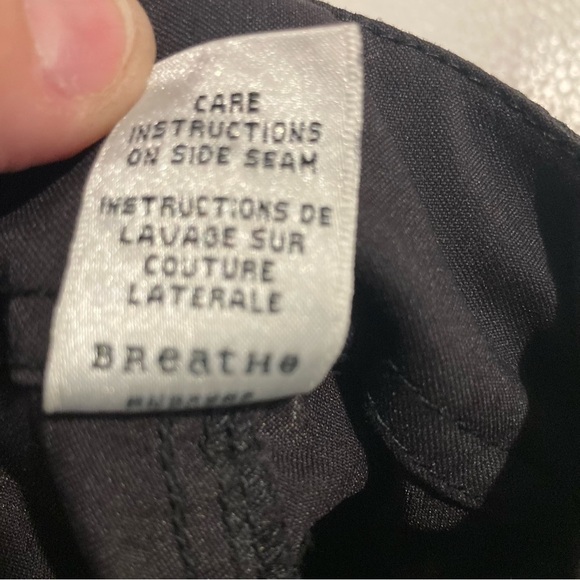 CARE
INSTRUCTIONS
ON SIDE SEAM
INSTRUCTIONS DE
LAVAGE SUR
COUTURE
LATERALE
BReatHe